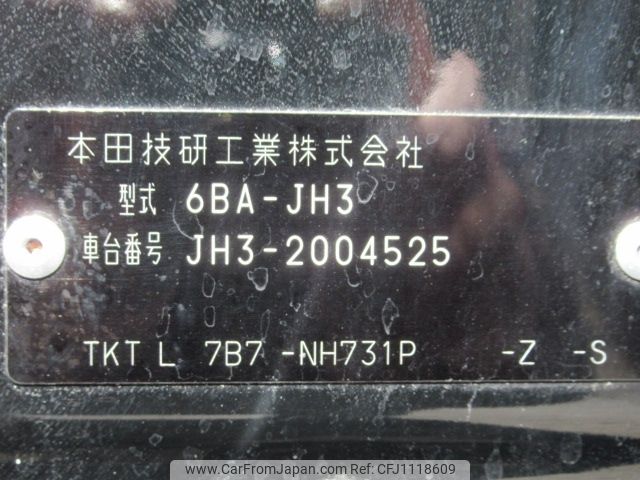 本田技研工業株式会社
型式 6BA-JH3
車台番号 JH3-2004525
TKT L 7B7 -NH731P -Z -S
www.CarFromJapan.com REF:CFJ1118609